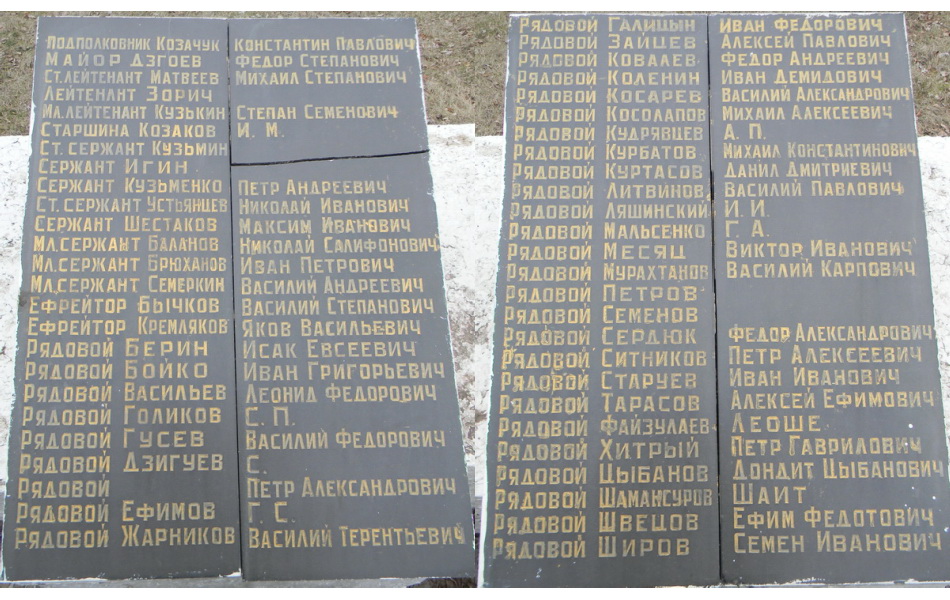 Подполковник Козачук Константин Павлович
Майор Дзгоев Федор Степанович
Ст.лейтенант Матвеев Михаил Степанович
Лейтенант Зорич
Мл.лейтенант Кузькин Степан Семенович
Старшина Козаков И. М.
Ст. сержант Кузьмин
Сержант Игин
Сержант Кузьменко Петр Андреевич
Ст. сержант Устьянцев Николай Иванович
Сержант Шестаков Максим Иванович
Мл.сержант Баланов Николай Салифонович
Мл.сержант Брюханов Иван Петрович
Мл.сержант Семеркин Василий Андреевич
Ефрейтор Бычков Василий Степанович
Ефрейтор Кремляков Яков Васильевич
Рядовой Берин Исак Евсеевич
Рядовой Бойко Иван Григорьевич
Рядовой Васильев Леонид Федорович
Рядовой Голиков С. П.
Рядовой Гусев Василий Федорович
Рядовой Дзигуев С.
Рядовой Петр Александрович
Рядовой Ефимов Г. С.
Рядовой Жарников Василий Терентьевич
Рядовой Галицын Иван Федорович
Рядовой Зайцев Алексей Павлович
Рядовой Ковалев Федор Андреевич
Рядовой Коленин Иван Демидович
Рядовой Косарев Василий Александрович
Рядовой Косолапов Михаил Алексеевич
Рядовой Кудрявцев А. П.
Рядовой Курбатов Михаил Константинович
Рядовой Куртасов Данил Дмитриевич
Рядовой Литвинов Василий Павлович
Рядовой Ляшинский И. И.
Рядовой Мальсенко Г. А.
Рядовой Месяц Виктор Иванович
Рядовой Мурахтанов Василий Карпович
Рядовой Петров
Рядовой Семенов
Рядовой Сердюк Федор Александрович
Рядовой Ситников Петр Алексеевич
Рядовой Старуев Иван Иванович
Рядовой Тарасов Алексей Ефимович
Рядовой Файзулаев Леоше
Рядовой Хитрый Петр Гаврилович
Рядовой Цыбанов Дондит Цыбанович
Рядовой Шамансуров Шаит
Рядовой Швецов Ефим Федотович
Рядовой Широв Семен Иванович